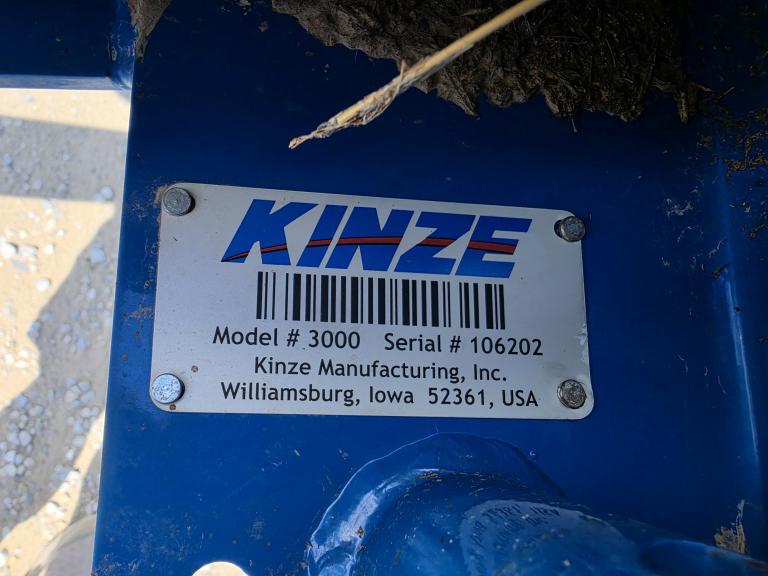 KINZE
Model # 3000 Serial # 106202
Kinze Manufacturing, Inc.
Williamsburg, Iowa 52361, USA